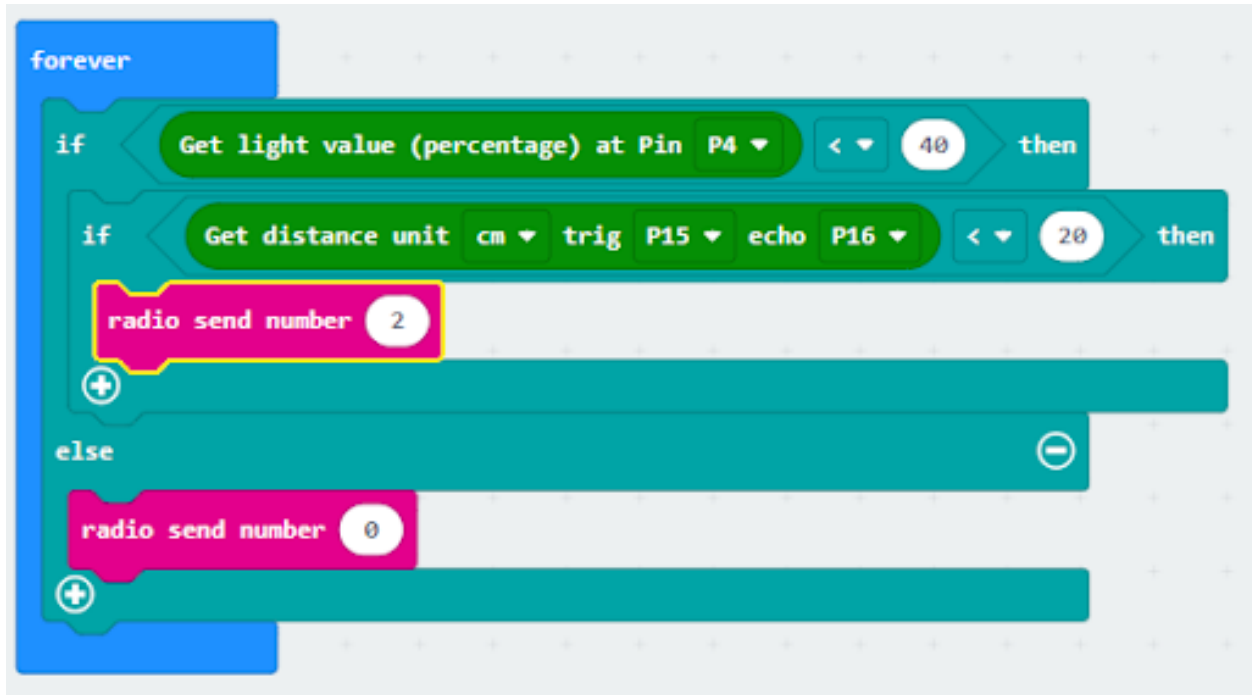 forever
if Get light value (percentage) at Pin P4 < 40 then
if Get distance unit cm trig P15 echo P16 < 20 then
radio send number 2
else
radio send number 0